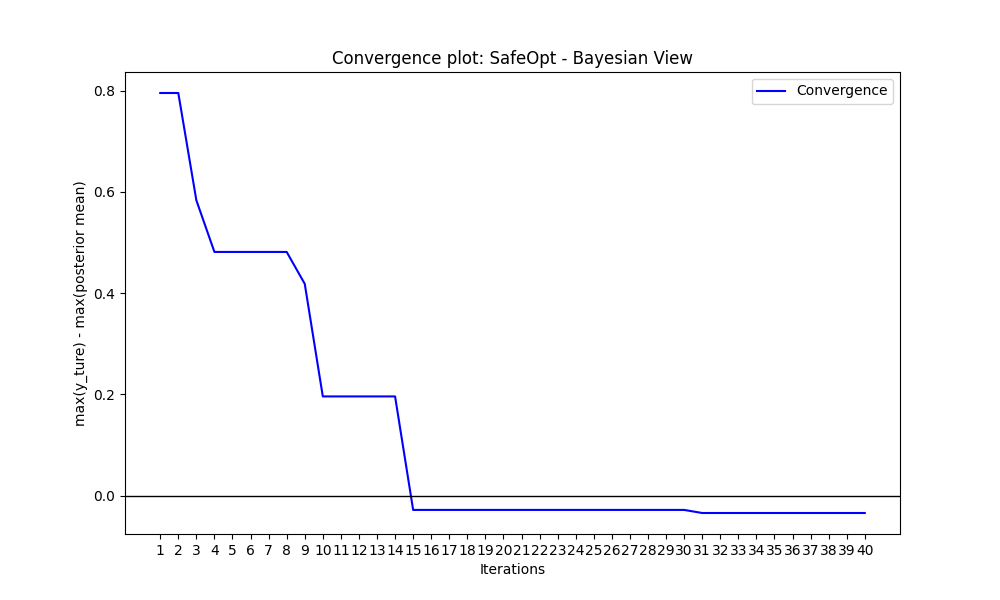 Convergence plot: SafeOpt - Bayesian View
Convergence
max(y_ture) - max(posterior mean)
0.8
0.6
0.4
0.2
0.0
1 2 3 4 5 6 7 8 9 10 11 12 13 14 15 16 17 18 19 20 21 22 23 24 25 26 27 28 29 30 31 32 33 34 35 36 37 38 39 40
Iterations